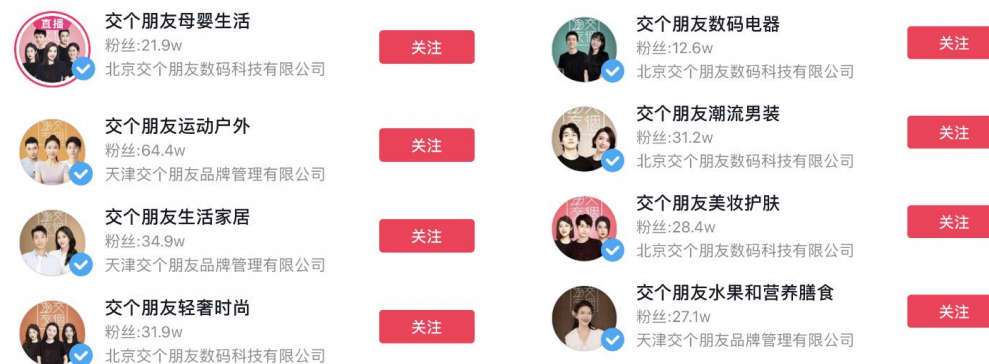 直播
交个朋友母婴生活
粉丝:21.9w
北京交个朋友数码科技有限公司
关注
交个朋友运动户外
粉丝:64.4w
天津交个朋友品牌管理有限公司
关注
交个朋友生活家居
粉丝:34.9w
天津交个朋友品牌管理有限公司
关注
交个朋友轻奢时尚
粉丝:31.9w
北京交个朋友数码科技有限公司
关注
交个朋友数码电器
粉丝:12.6w
北京交个朋友数码科技有限公司
关注
交个朋友潮流男装
粉丝:31.2w
北京交个朋友数码科技有限公司
关注
交个朋友美妆护肤
粉丝:28.4w
北京交个朋友数码科技有限公司
关注
交个朋友水果和营养膳食
粉丝:27.1w
天津交个朋友品牌管理有限公司
关注